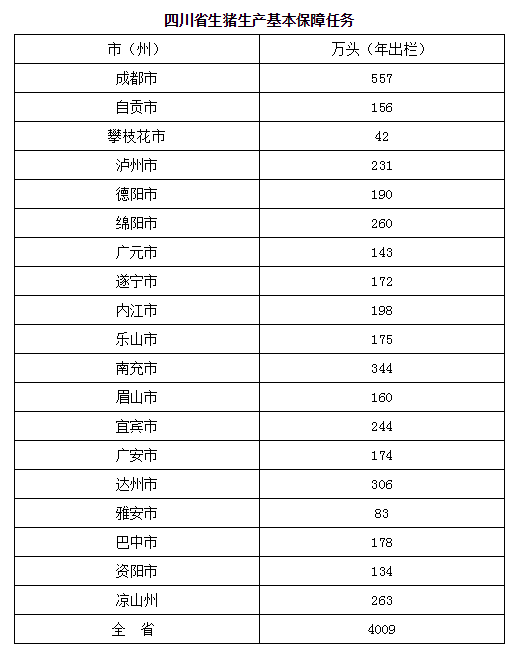 四川省生猪生产基本保障任务
市（州） 万头（年出栏）
成都市 557
自贡市 156
攀枝花市 42
泸州市 231
德阳市 190
绵阳市 260
广元市 143
遂宁市 172
内江市 198
乐山市 175
南充市 344
眉山市 160
宜宾市 244
广安市 174
达州市 306
雅安市 83
巴中市 178
资阳市 134
凉山州 263
全 省 4009